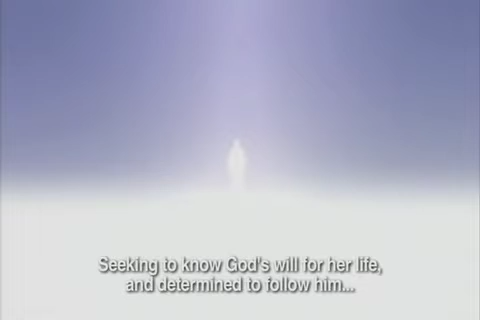 Seeking to know God's will for her life,
and determined to follow him...